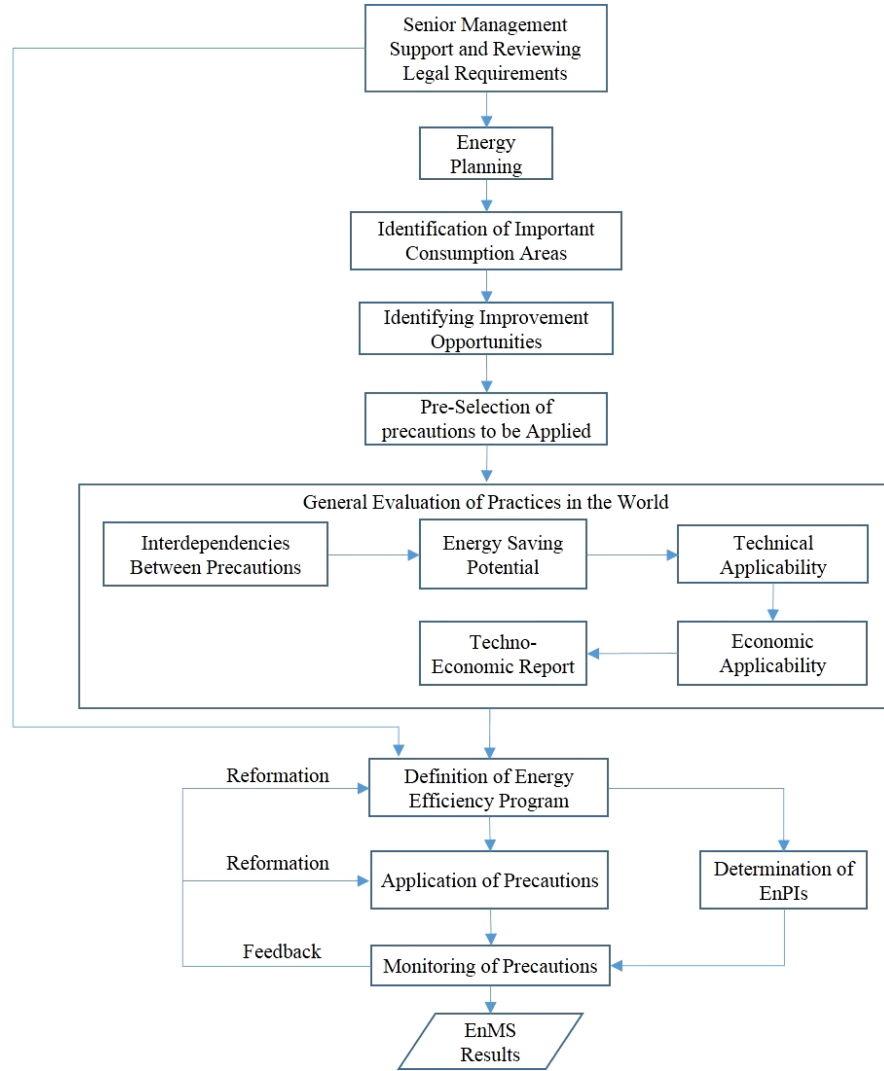 Senior Management
Support and Reviewing
Legal Requirements
Energy
Planning
Identification of Important
Consumption Areas
Identifying Improvement
Opportunities
Pre-Selection of
precautions to be Applied
General Evaluation of Practices in the World
Interdependencies
Between Precautions
Energy Saving
Potential
Technical
Applicability
Techno-
Economic Report
Economic
Applicability
Reformation
Definition of Energy
Efficiency Program
Reformation
Application of Precautions
Determination of
EnPIs
Feedback
Monitoring of Precautions
EnMS
Results